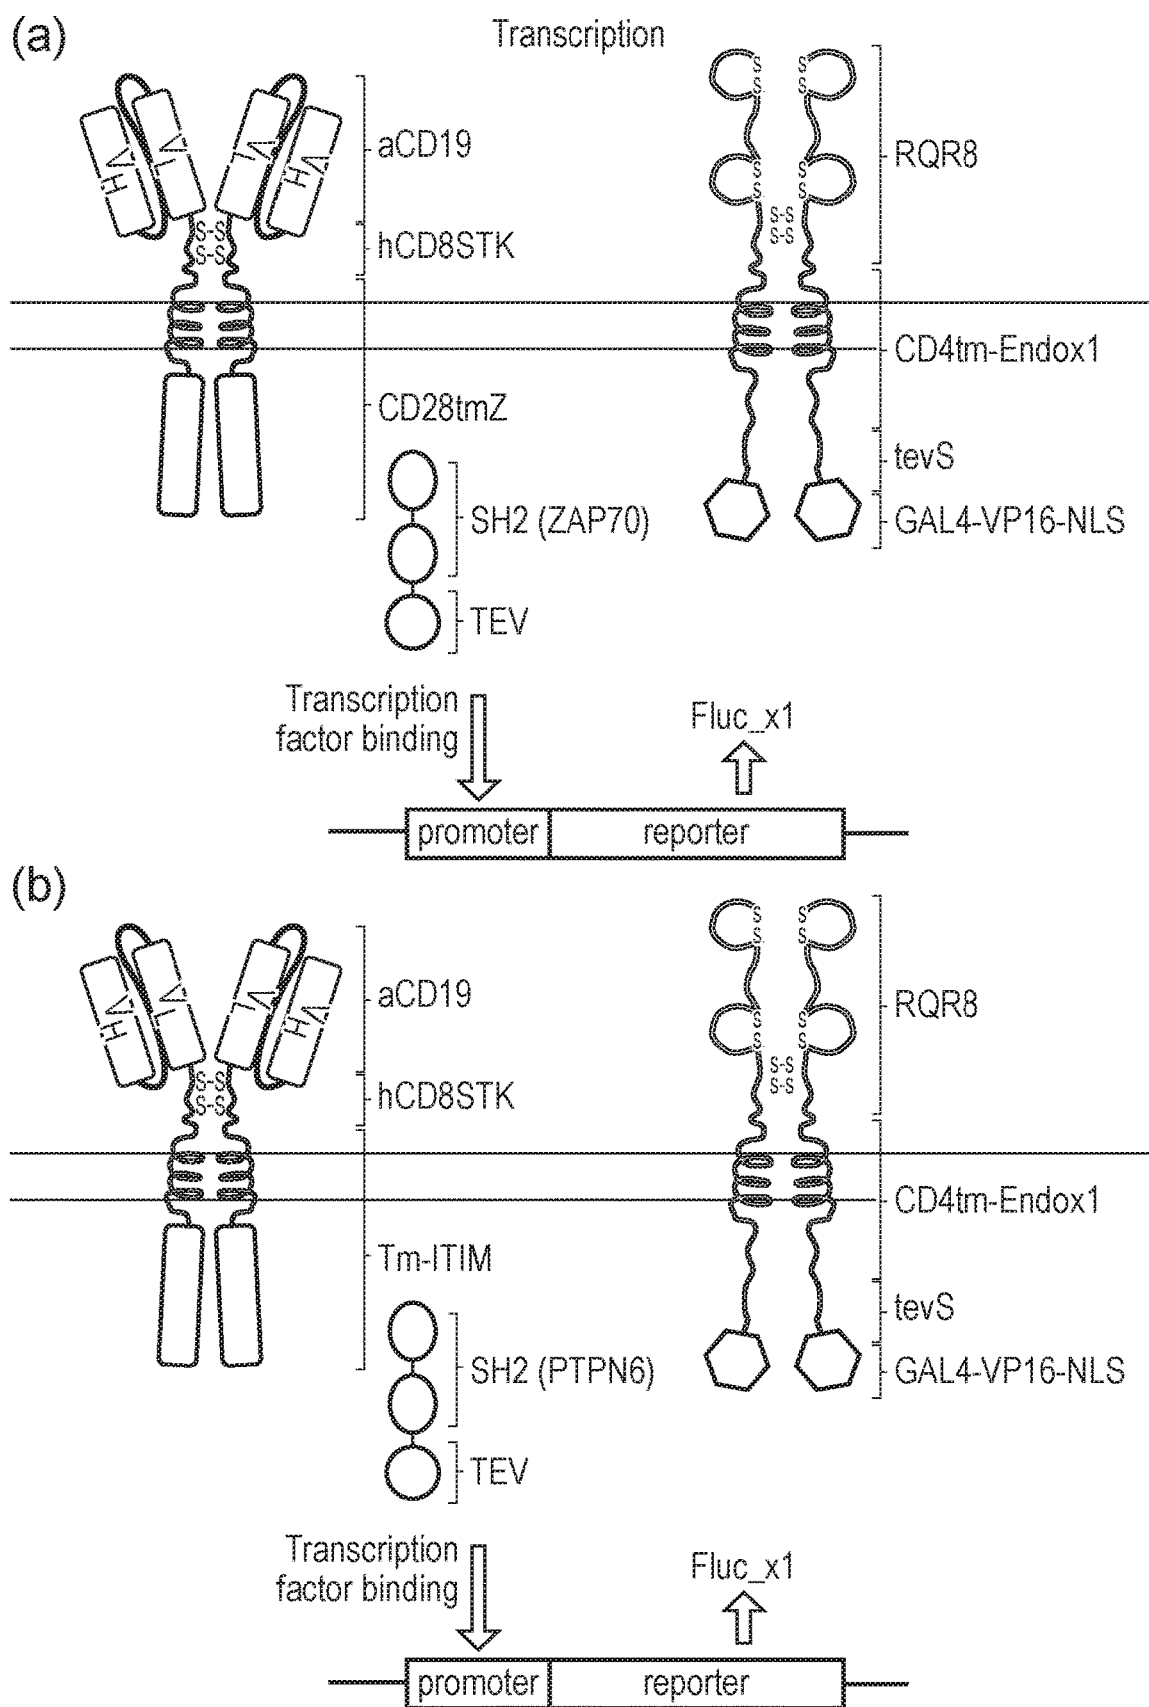 (a)
Transcription
VH
VL
VL
VH
S-S
S-S
aCD19
hCD8STK
CD28tmZ
S S
S S
S S
S S
S-S
S-S
RQR8
CD4tm-Endox1
tevS
GAL4-VP16-NLS
SH2 (ZAP70)
TEV
Transcription
factor binding
Fluc_x1
promoter
reporter
(b)
VH
VL
VL
VH
S-S
S-S
aCD19
hCD8STK
Tm-ITIM
S S
S S
S S
S S
S-S
S-S
RQR8
CD4tm-Endox1
tevS
GAL4-VP16-NLS
SH2 (PTPN6)
TEV
Transcription
factor binding
Fluc_x1
promoter
reporter